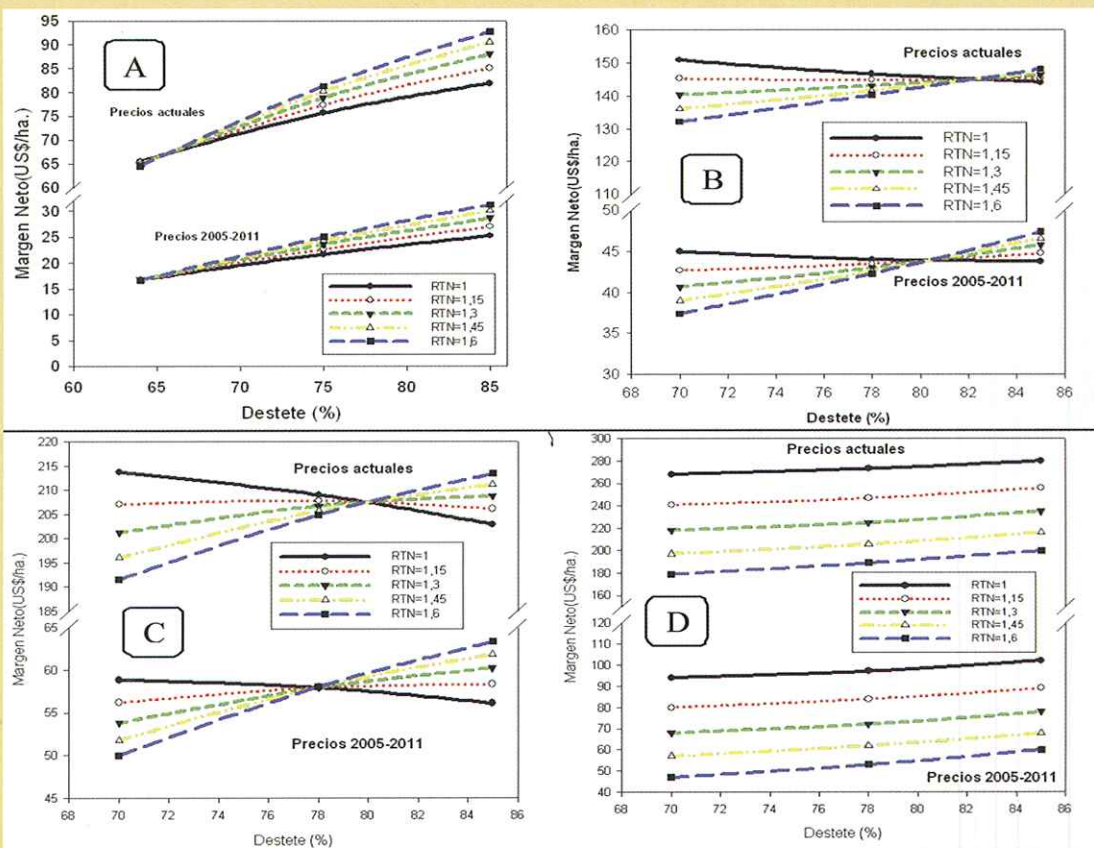 A
Precios actuales
Precios 2005-2011
Margen Neto(US$/ha.)
95
90
85
80
75
70
65
60
30
25
20
15
10
5
0
60 65 70 75 80 85
Destete (%)
RTN=1
RTN=1,15
RTN=1,3
RTN=1,45
RTN=1,6
B
Precios actuales
Precios 2005-2011
Margen Neto(US$/ha.)
160
150
140
130
120
110
50
45
40
35
30
68 70 72 74 76 78 80 82 84 86
Destete (%)
RTN=1
RTN=1,15
RTN=1,3
RTN=1,45
RTN=1,6
C
Precios actuales
Precios 2005-2011
Margen Neto(US$/ha.)
220
215
210
205
200
195
190
185
65
60
55
50
45
68 70 72 74 76 78 80 82 84 86
Destete (%)
RTN=1
RTN=1,15
RTN=1,3
RTN=1,45
RTN=1,6
D
Precios actuales
Precios 2005-2011
Margen Neto(US$/ha.)
300
280
260
240
220
200
180
160
120
100
90
80
70
60
50
40
68 70 72 74 76 78 80 82 84 86
Destete (%)
RTN=1
RTN=1,15
RTN=1,3
RTN=1,45
RTN=1,6